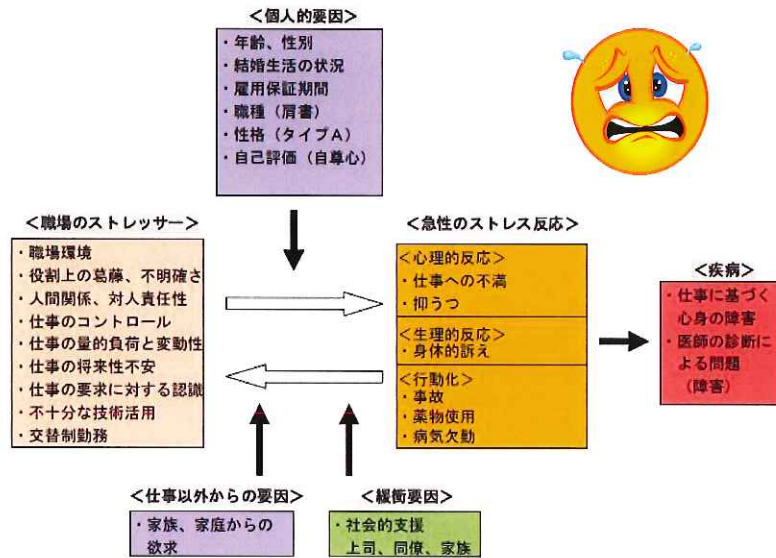 ＜個人的要因＞
・年齢、性別
・結婚生活の状況
・雇用保証期間
・職種（肩書）
・性格（タイプA）
・自己評価（自尊心）
＜職場のストレッサー＞
・職場環境
・役割上の葛藤、不明確さ
・人間関係、対人責任性
・仕事のコントロール
・仕事の量的負荷と変動性
・仕事の将来性不安
・仕事の要求に対する認識
・不十分な技術活用
・交替制勤務
＜急性のストレス反応＞
＜心理的反応＞
・仕事への不満
・抑うつ
＜生理的反応＞
・身体的訴え
＜行動化＞
・事故
・薬物使用
・病気欠勤
＜疾病＞
・仕事に基づく
心身の障害
・医師の診断に
よる問題
（障害）
＜仕事以外からの要因＞
・家族、家庭からの
欲求
＜緩衝要因＞
・社会的支援
上司、同僚、家族